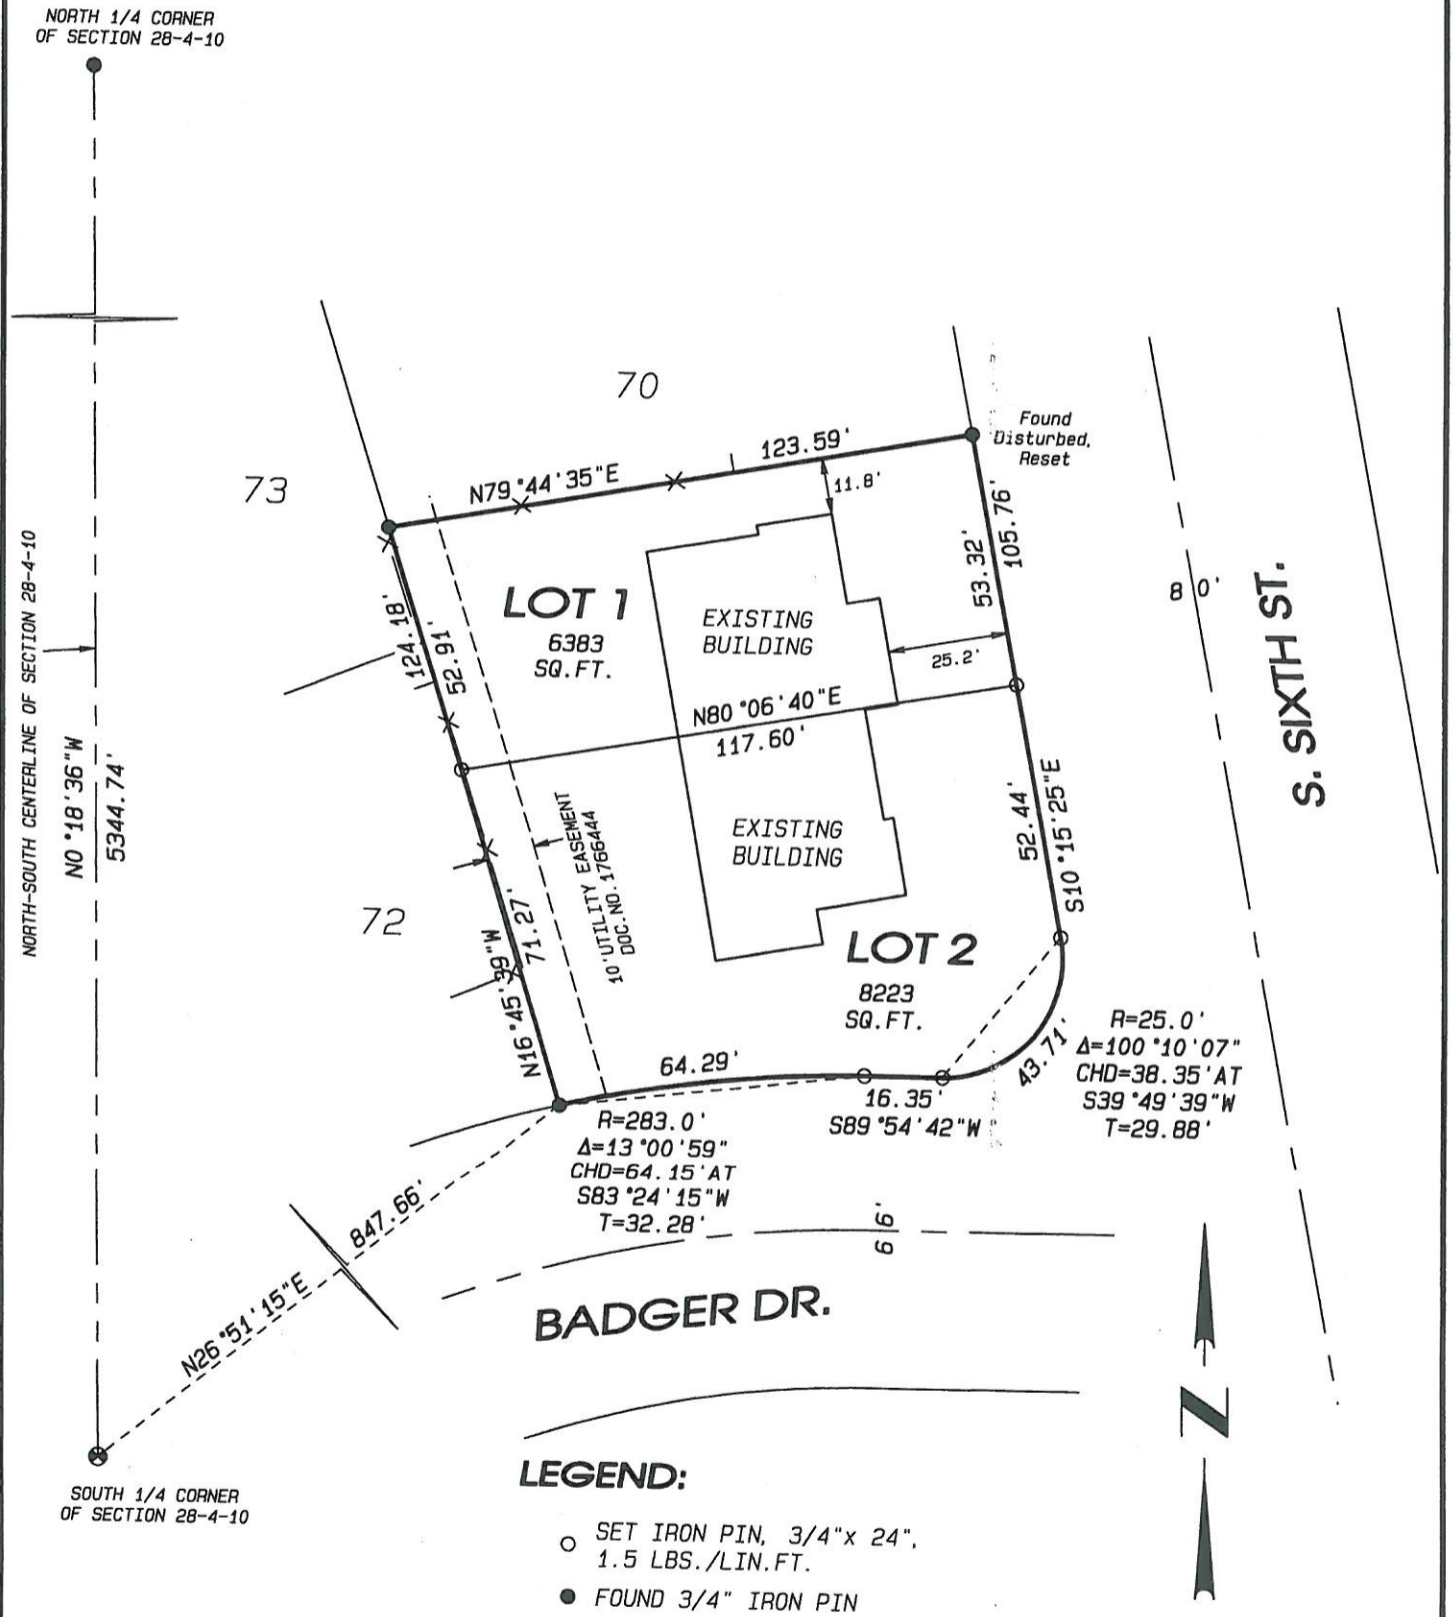 NORTH 1/4 CORNER
OF SECTION 28-4-10
70
Found
Disturbed,
Reset
123.59'
N79°44'35"E
73
11.8'
105.76'
53.32'
80'
S. SIXTH ST.
LOT 1
6383
SQ.FT.
EXISTING
BUILDING
124.18'
52.91'
25.2'
NORTH-SOUTH CENTERLINE OF SECTION 28-4-10
N0°18'36"W
5344.74'
N80°06'40"E
117.60'
10'UTILITY EASEMENT
DOC.NO.1766444
EXISTING
BUILDING
52.44'
S10°15'25"E
72
71.27'
N16°45'39"W
LOT 2
8223
SQ.FT.
64.29'
43.71'
R=25.0'
Δ=100°10'07"
CHD=38.35'AT
S39°49'39"W
T=29.88'
16.35'
S89°54'42"W
R=283.0'
Δ=13°00'59"
CHD=64.15'AT
S83°24'15"W
T=32.28'
847.66'
N26°51'15"E
66'
BADGER DR.
N
SOUTH 1/4 CORNER
OF SECTION 28-4-10
LEGEND:
SET IRON PIN, 3/4"x 24",
1.5 LBS./LIN.FT.
FOUND 3/4" IRON PIN